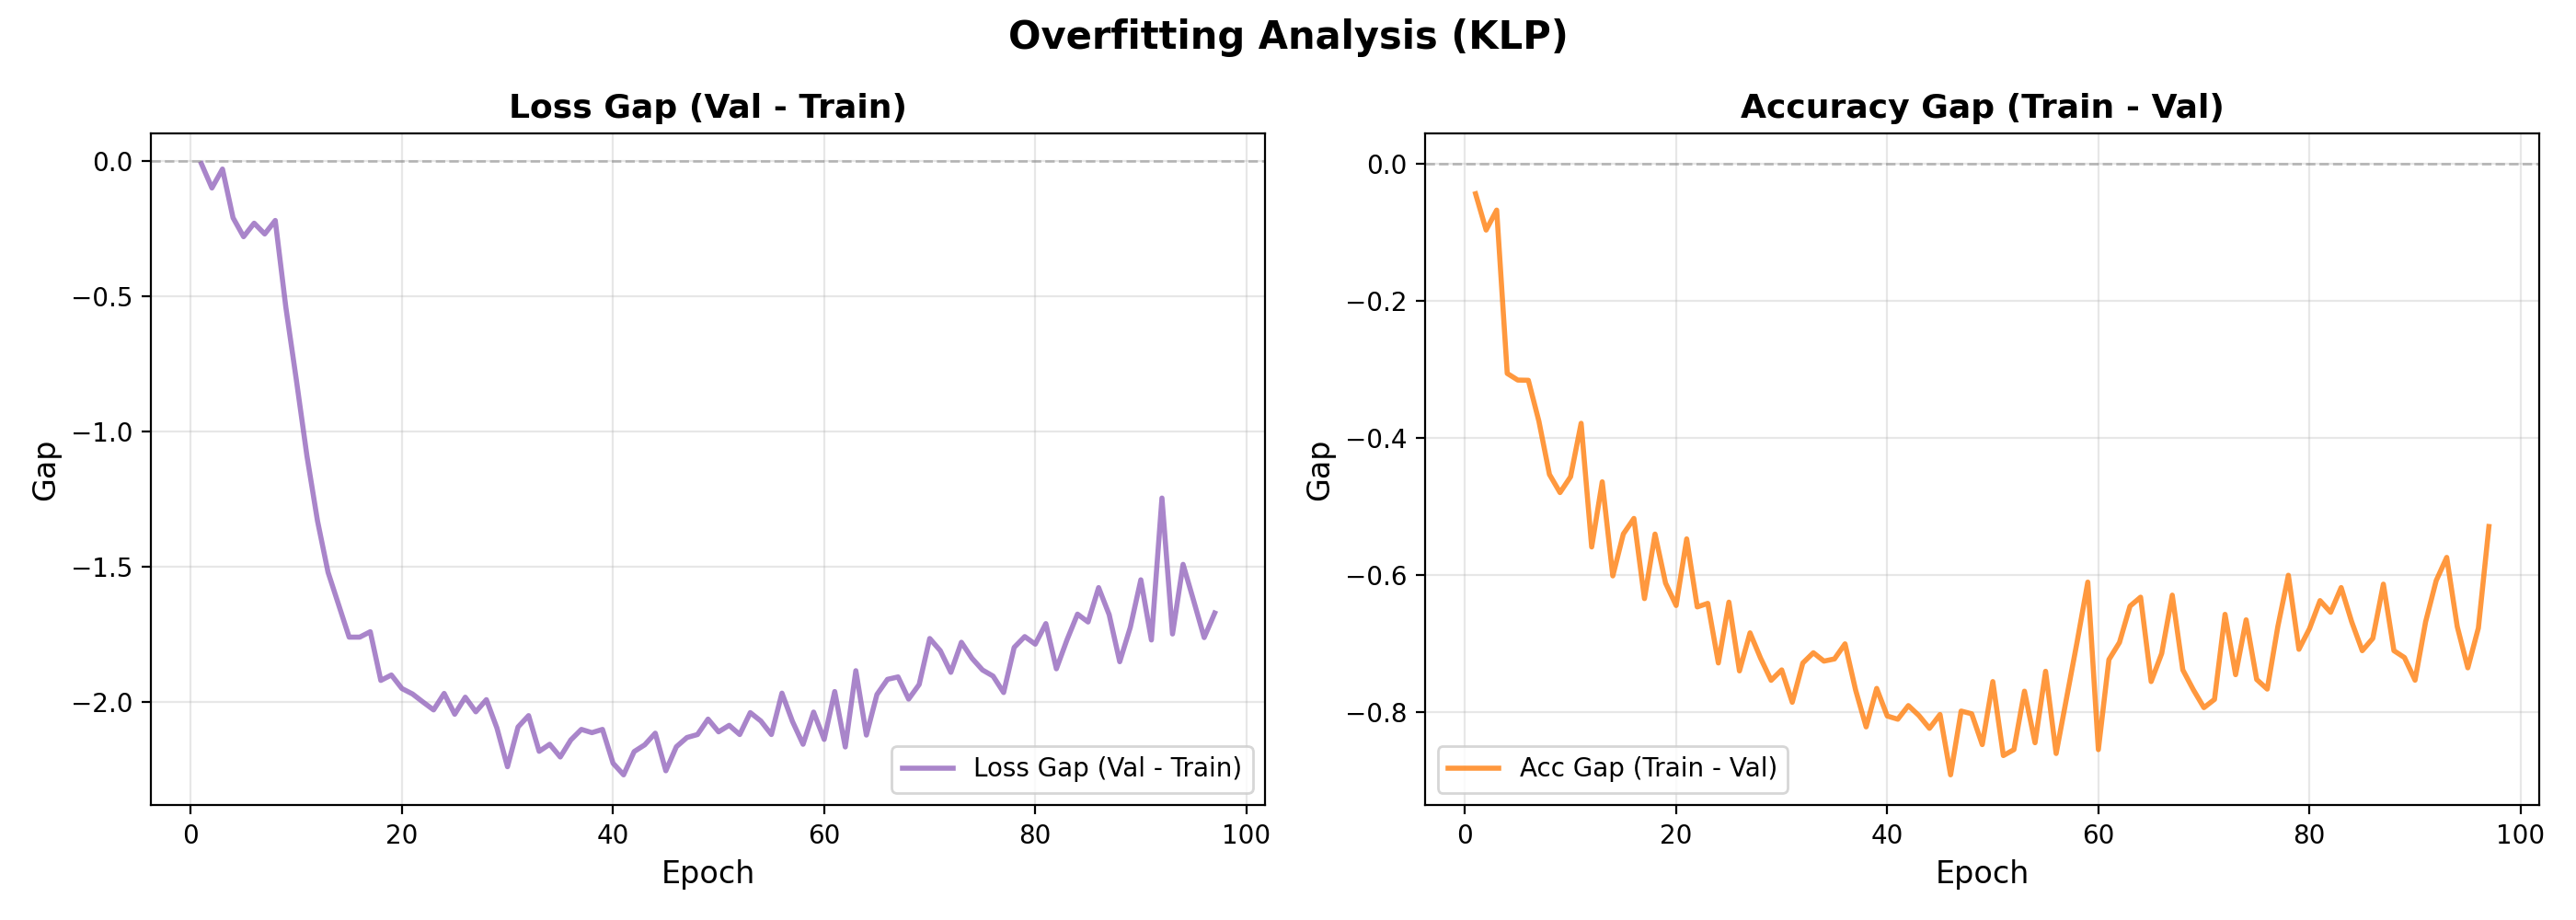 Overfitting Analysis (KLP)
Loss Gap (Val - Train)
Gap
0.0
−0.5
−1.0
−1.5
−2.0
Loss Gap (Val - Train)
0 20 40 60 80 100
Epoch
Accuracy Gap (Train - Val)
Gap
0.0
−0.2
−0.4
−0.6
−0.8
Acc Gap (Train - Val)
0 20 40 60 80 100
Epoch